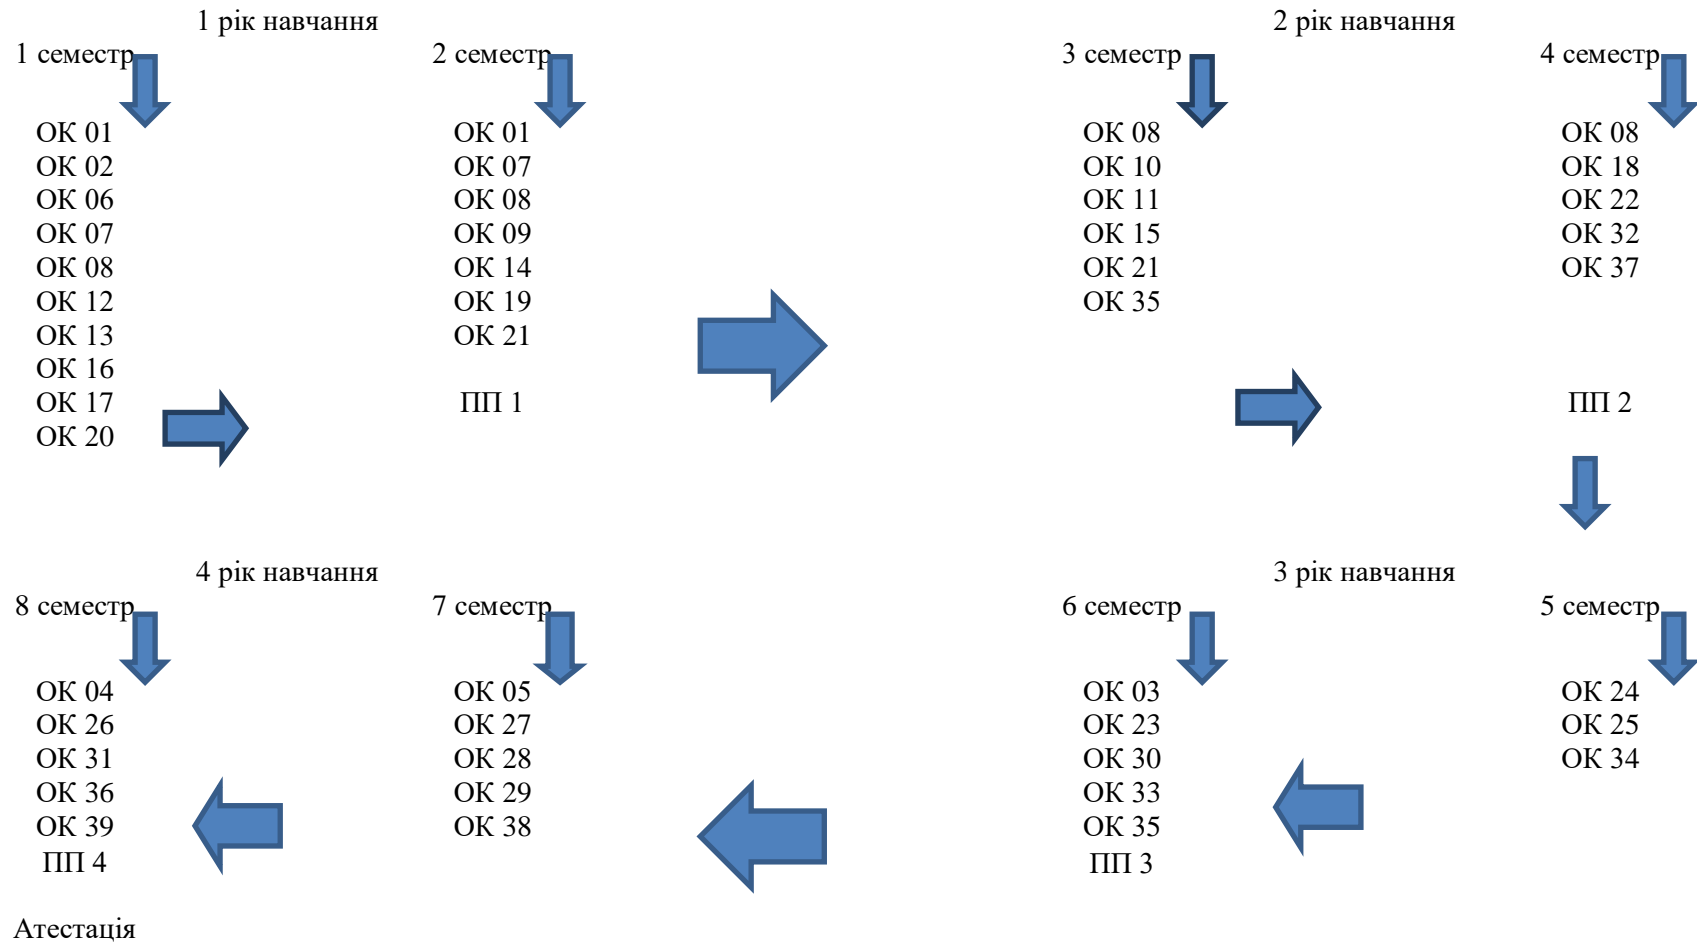 1 рік навчання
2 рік навчання
1 семестр
2 семестр
3 семестр
4 семестр
ОК 01
ОК 02
ОК 06
ОК 07
ОК 08
ОК 12
ОК 13
ОК 16
ОК 17
ОК 20
ОК 01
ОК 07
ОК 08
ОК 09
ОК 14
ОК 19
ОК 21
ПП 1
ОК 08
ОК 10
ОК 11
ОК 15
ОК 21
ОК 35
ОК 08
ОК 18
ОК 22
ОК 32
ОК 37
ПП 2
4 рік навчання
3 рік навчання
8 семестр
7 семестр
6 семестр
5 семестр
ОК 04
ОК 26
ОК 31
ОК 36
ОК 39
ПП 4
Атестація
ОК 05
ОК 27
ОК 28
ОК 29
ОК 38
ОК 03
ОК 23
ОК 30
ОК 33
ОК 35
ПП 3
ОК 24
ОК 25
ОК 34